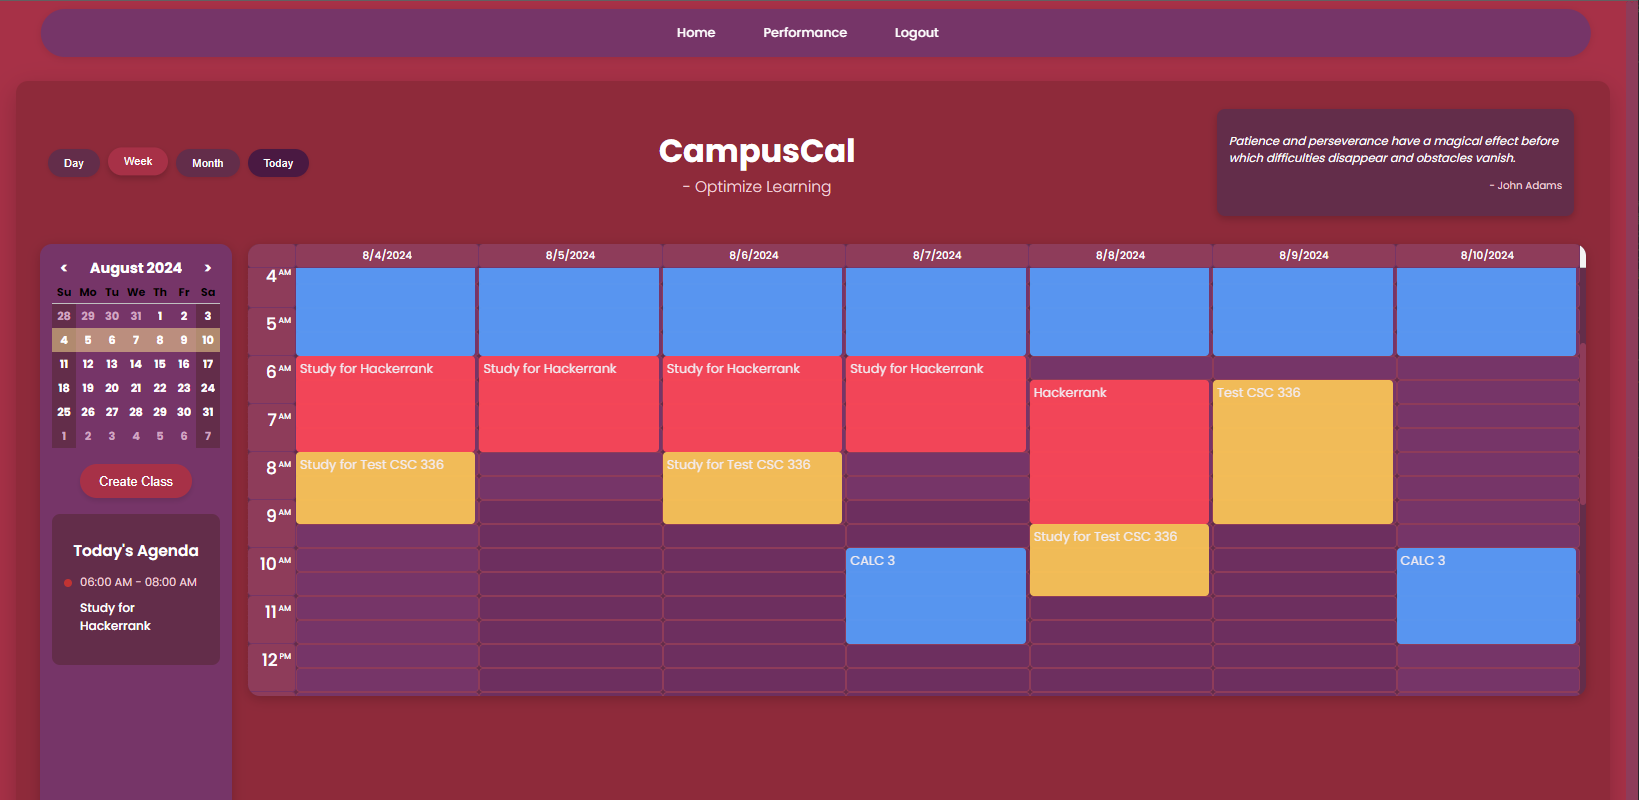 Home Performance Logout
Day Week Month Today
CampusCal
- Optimize Learning
Patience and perseverance have a magical effect before
which difficulties disappear and obstacles vanish.
- John Adams
< August 2024 >
Su Mo Tu We Th Fr Sa
28 29 30 31 1 2 3
4 5 6 7 8 9 10
11 12 13 14 15 16 17
18 19 20 21 22 23 24
25 26 27 28 29 30 31
1 2 3 4 5 6 7
Create Class
Today's Agenda
06:00 AM - 08:00 AM
Study for
Hackerrank
8/4/2024 8/5/2024 8/6/2024 8/7/2024 8/8/2024 8/9/2024 8/10/2024
4 AM
5 AM
6 AM Study for Hackerrank Study for Hackerrank Study for Hackerrank Study for Hackerrank
Hackerrank Test CSC 336
7 AM
8 AM Study for Test CSC 336 Study for Test CSC 336
9 AM
Study for Test CSC 336
10 AM CALC 3 CALC 3
11 AM
12 PM